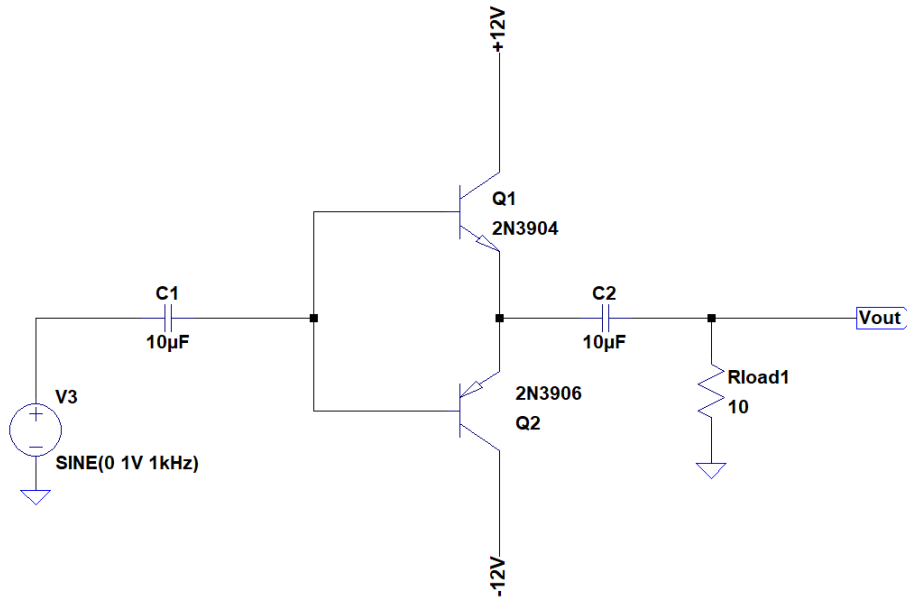 +12V
Q1
2N3904
C1
10µF
C2
10µF
Vout
V3
SINE(0 1V 1kHz)
2N3906
Q2
Rload1
10
-12V